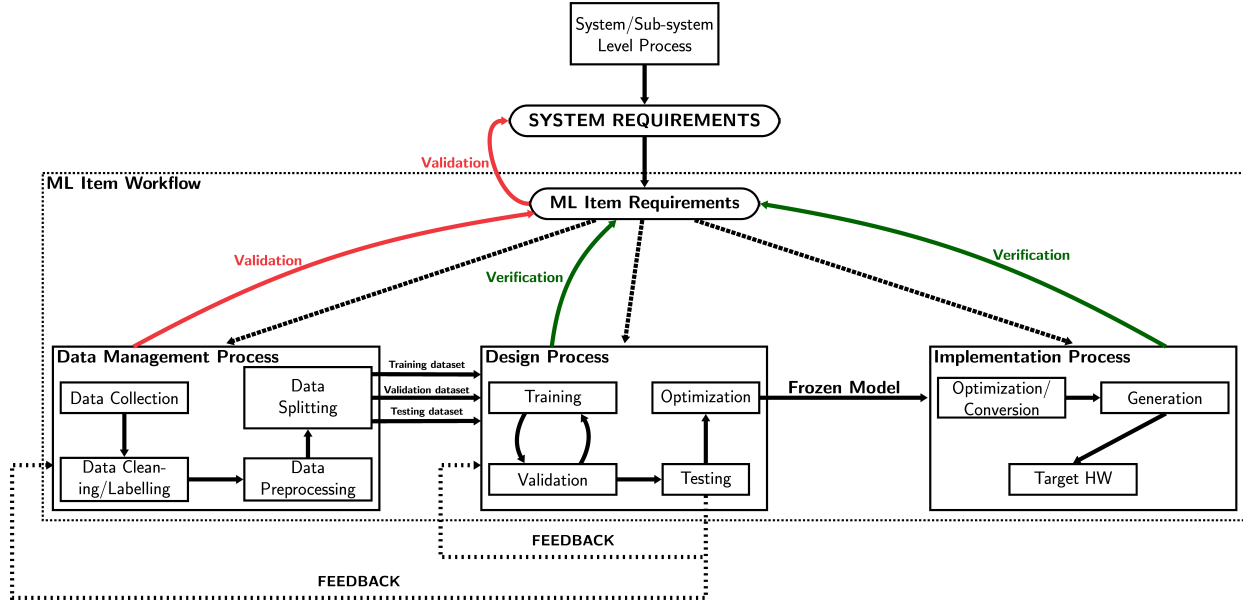 System/Sub-system
Level Process
SYSTEM REQUIREMENTS
Validation
ML Item Workflow
ML Item Requirements
Validation
Verification
Verification
Data Management Process
Data Collection
Data Clean-
ing/Labelling
Data
Splitting
Data
Preprocessing
Training dataset
Validation dataset
Testing dataset
Design Process
Training
Optimization
Validation
Testing
Frozen Model
Implementation Process
Optimization/
Conversion
Generation
Target HW
FEEDBACK
FEEDBACK